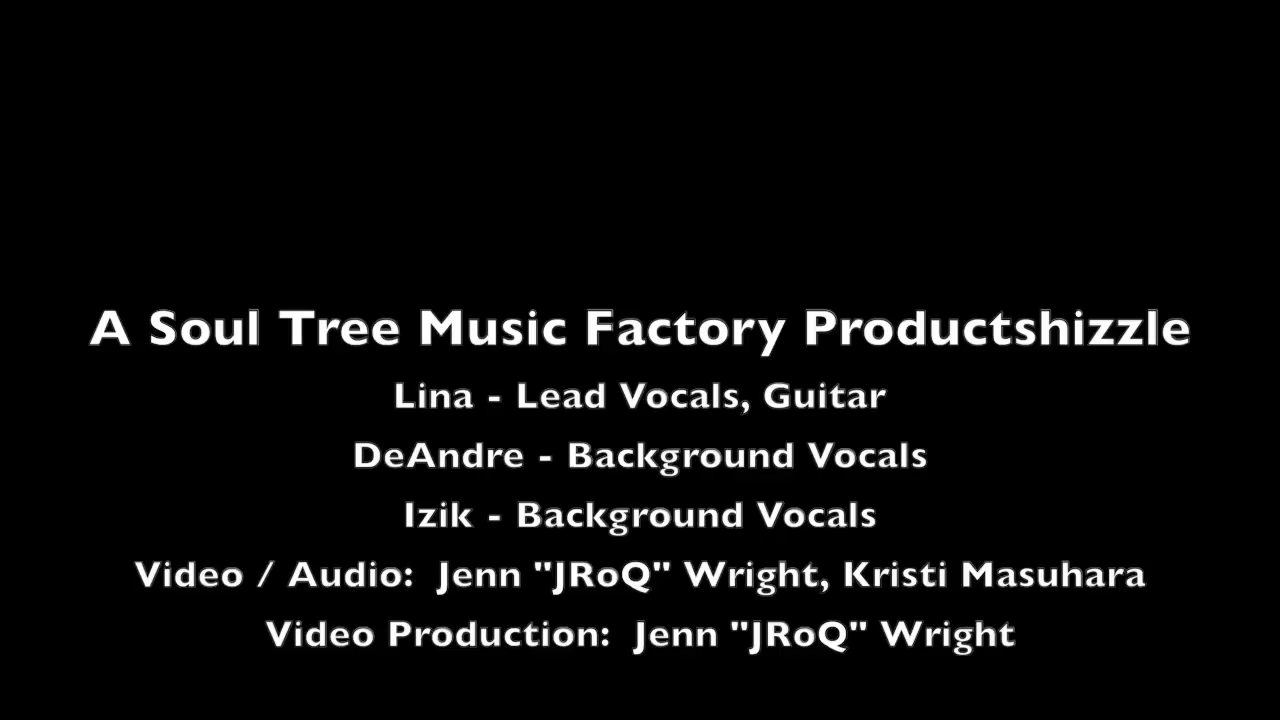 A Soul Tree Music Factory Productshizzle
Lina - Lead Vocals, Guitar
DeAndre - Background Vocals
Izik - Background Vocals
Video / Audio:  Jenn "JRoQ" Wright, Kristi Masuhara
Video Production:  Jenn "JRoQ" Wright